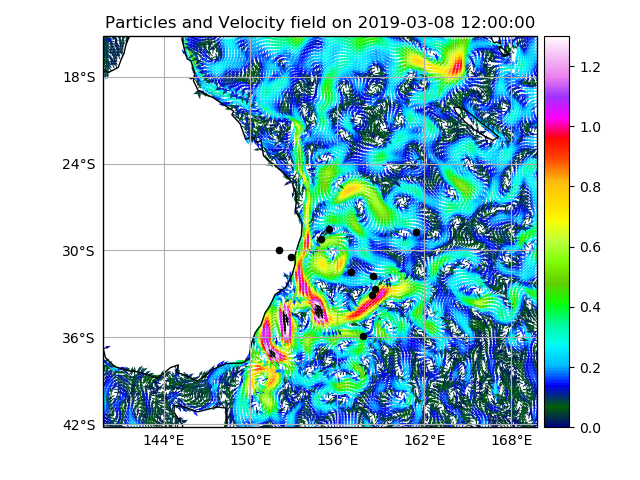 Particles and Velocity field on 2019-03-08 12:00:00
18°S
24°S
30°S
36°S
42°S
144°E 150°E 156°E 162°E 168°E
1.2
1.0
0.8
0.6
0.4
0.2
0.0